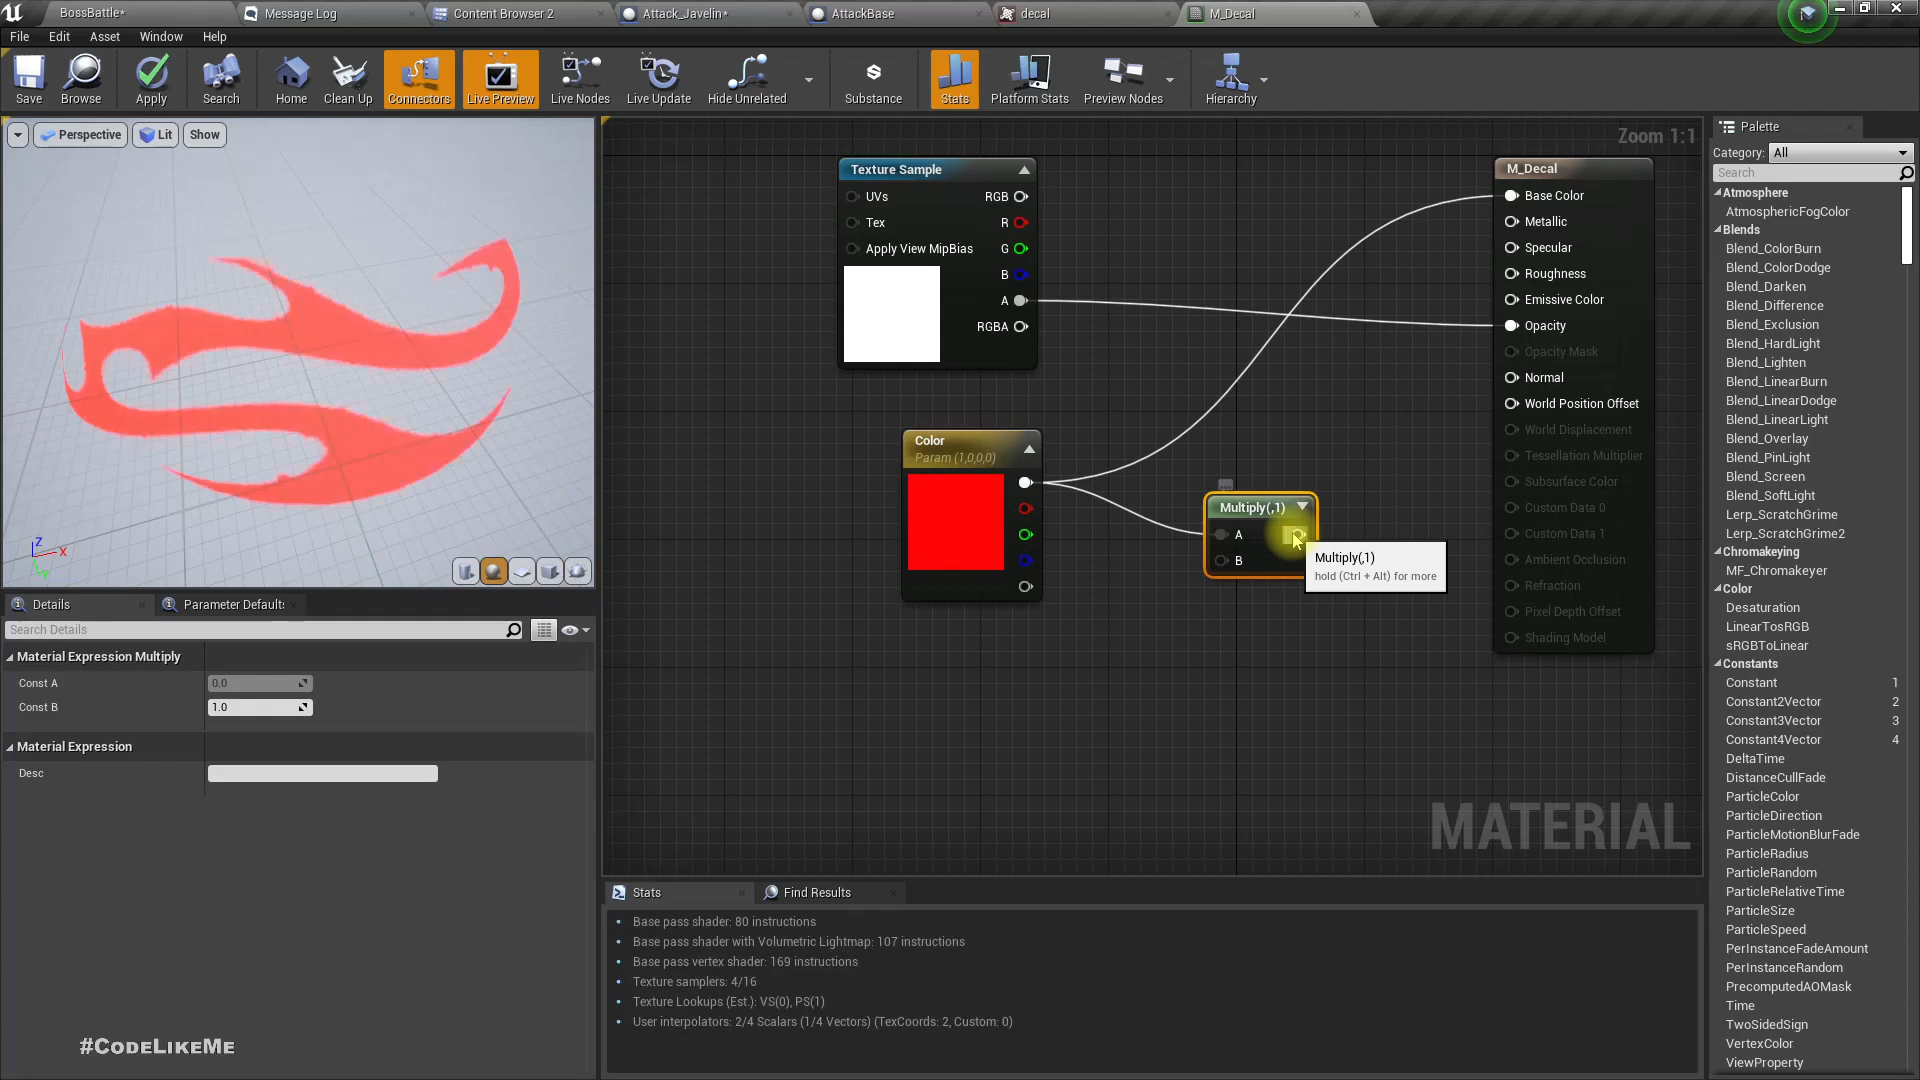 BossBattle*
Message Log
Content Browser 2
Attack_Javelin*
AttackBase
decal
M_Decal
File
Edit
Asset
Window
Help
Save
Browse
Apply
Search
Home
Clean Up
Connectors
Live Preview
Live Nodes
Live Update
Hide Unrelated
Substance
Stats
Platform Stats
Preview Nodes
Hierarchy
Perspective
Lit
Show
Z
X
Y
Details
Parameter Default:
Search Details
Material Expression Multiply
Const A
0.0
Const B
1.0
Material Expression
Desc
#CodeLikeMe
Zoom 1:1
Texture Sample
UVs
RGB
Tex
R
Apply View MipBias
G
B
A
RGBA
Color
Param (1,0,0,0)
Multiply(,1)
A
B
Multiply(,1)
hold (Ctrl + Alt) for more
M_Decal
Base Color
Metallic
Specular
Roughness
Emissive Color
Opacity
Opacity Mask
Normal
World Position Offset
World Displacement
Tessellation Multiplier
Subsurface Color
Custom Data 0
Custom Data 1
Ambient Occlusion
Refraction
Pixel Depth Offset
Shading Model
MATERIAL
Stats
Find Results
Base pass shader: 80 instructions
Base pass shader with Volumetric Lightmap: 107 instructions
Base pass vertex shader: 169 instructions
Texture samplers: 4/16
Texture Lookups (Est.): VS(0), PS(1)
User interpolators: 2/4 Scalars (1/4 Vectors) (TexCoords: 2, Custom: 0)
Palette
Category:
All
Search
Atmosphere
AtmosphericFogColor
Blends
Blend_ColorBurn
Blend_ColorDodge
Blend_Darken
Blend_Difference
Blend_Exclusion
Blend_HardLight
Blend_Lighten
Blend_LinearBurn
Blend_LinearDodge
Blend_LinearLight
Blend_Overlay
Blend_PinLight
Blend_Screen
Blend_SoftLight
Lerp_ScratchGrime
Lerp_ScratchGrime2
Chromakeying
MF_Chromakeyer
Color
Desaturation
LinearTosRGB
sRGBToLinear
Constants
Constant 1
Constant2Vector 2
Constant3Vector 3
Constant4Vector 4
DeltaTime
DistanceCullFade
ParticleColor
ParticleDirection
ParticleMotionBlurFade
ParticleRadius
ParticleRandom
ParticleRelativeTime
ParticleSize
ParticleSpeed
PerInstanceFadeAmount
PerInstanceRandom
PrecomputedAOMask
Time
TwoSidedSign
VertexColor
ViewProperty